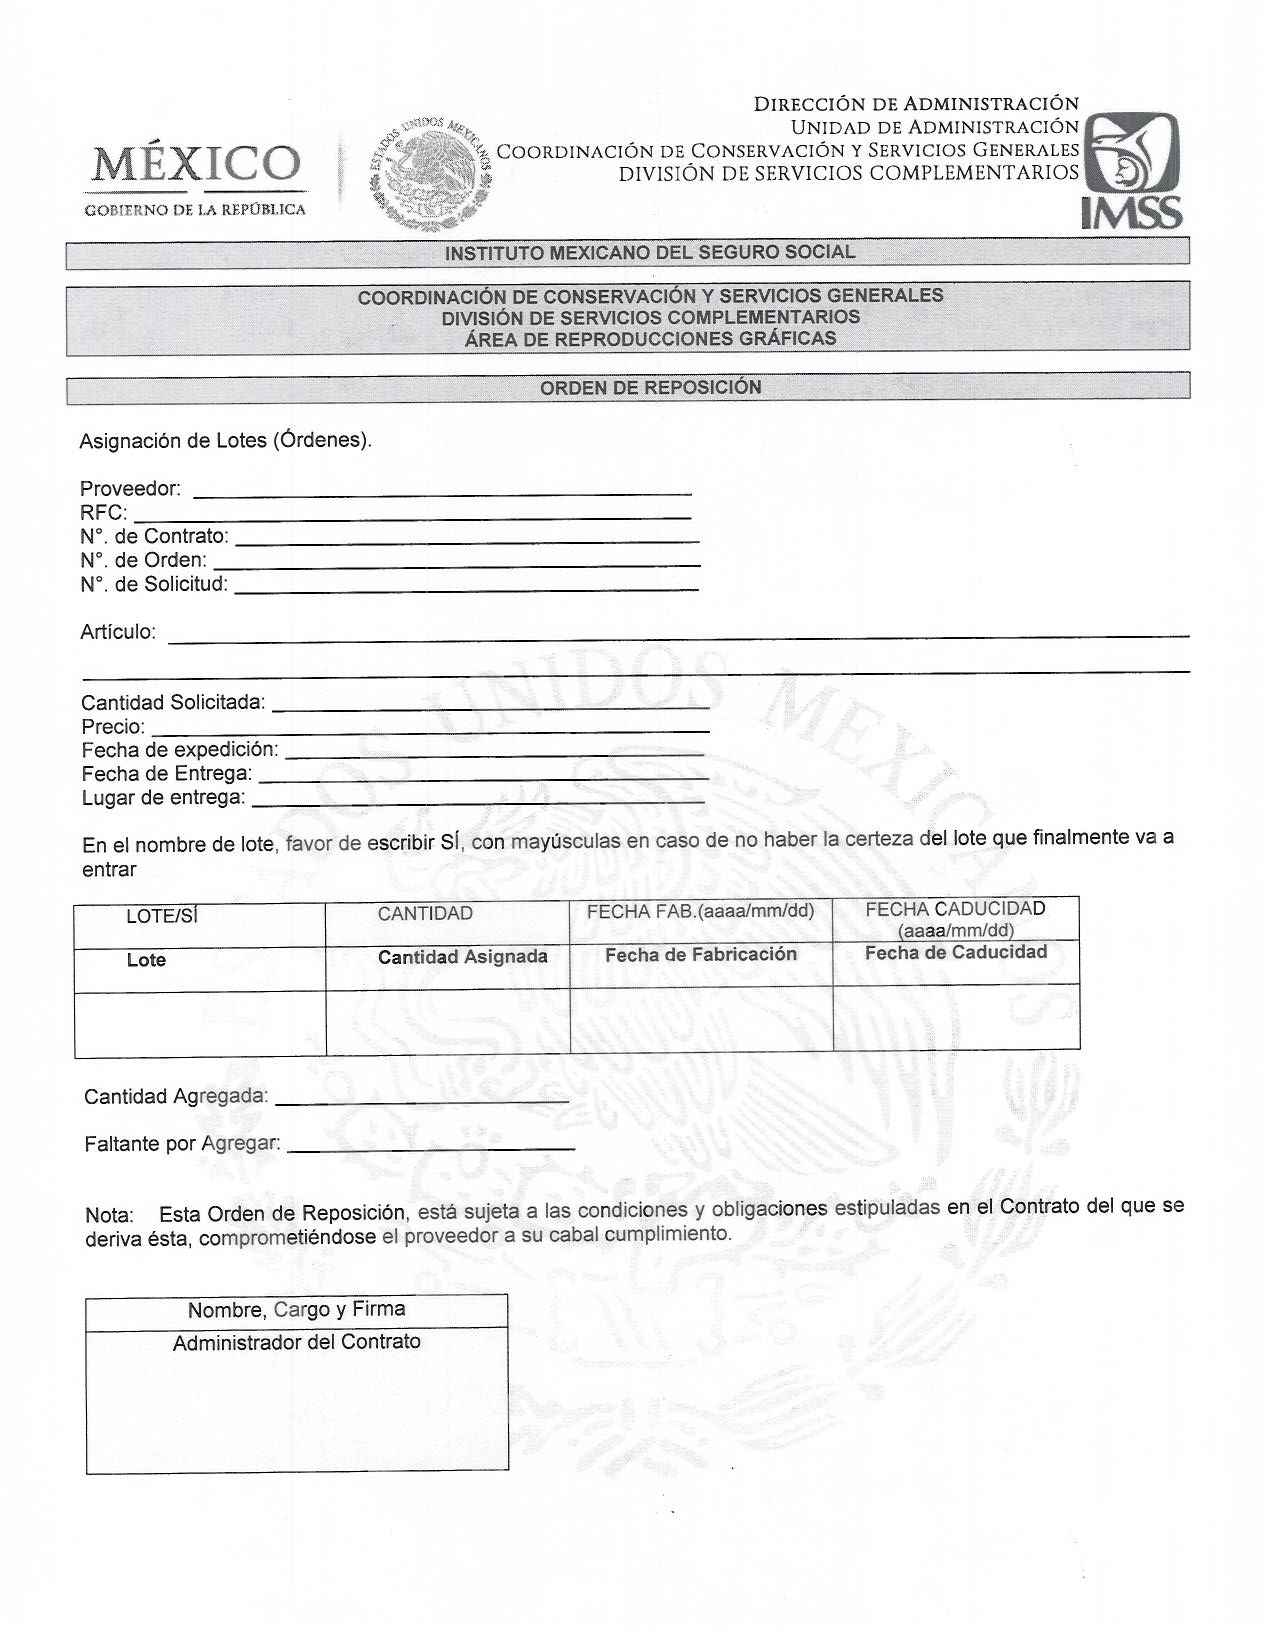 DIRECCIÓN DE ADMINISTRACIÓN
UNIDAD DE ADMINISTRACIÓN
COORDINACIÓN DE CONSERVACIÓN Y SERVICIOS GENERALES
DIVISIÓN DE SERVICIOS COMPLEMENTARIOS
MÉXICO
GOBIERNO DE LA REPÚBLICA
ESTADOS UNIDOS MEXICANOS
IMSS
INSTITUTO MEXICANO DEL SEGURO SOCIAL
COORDINACIÓN DE CONSERVACIÓN Y SERVICIOS GENERALES
DIVISIÓN DE SERVICIOS COMPLEMENTARIOS
ÁREA DE REPRODUCCIONES GRÁFICAS
ORDEN DE REPOSICIÓN
Asignación de Lotes (Órdenes).
Proveedor:
RFC:
N°. de Contrato:
N°. de Orden:
N°. de Solicitud:
Artículo:
Cantidad Solicitada:
Precio:
Fecha de expedición:
Fecha de Entrega:
Lugar de entrega:
En el nombre de lote, favor de escribir SÍ, con mayúsculas en caso de no haber la certeza del lote que finalmente va a
entrar
LOTE/SÍ CANTIDAD FECHA FAB.(aaaa/mm/dd) FECHA CADUCIDAD
(aaaa/mm/dd)
Lote Cantidad Asignada Fecha de Fabricación Fecha de Caducidad
Cantidad Agregada:
Faltante por Agregar:
Nota: Esta Orden de Reposición, está sujeta a las condiciones y obligaciones estipuladas en el Contrato del que se
deriva ésta, comprometiéndose el proveedor a su cabal cumplimiento.
Nombre, Cargo y Firma
Administrador del Contrato
ESTADOS UNIDOS MEXICANOS